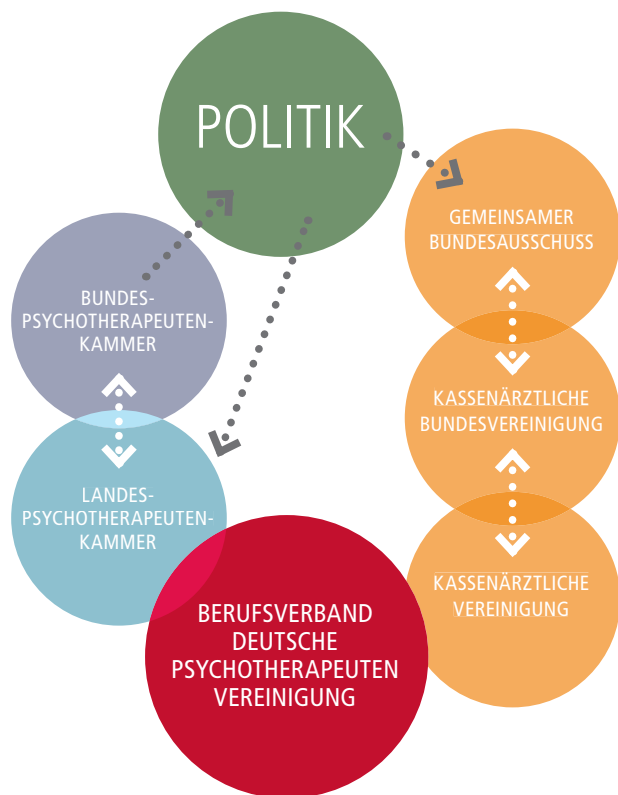 POLITIK
GEMEINSAMER
BUNDESAUSSCHUSS
BUNDES-
PSYCHOTHERAPEUTEN-
KAMMER
KASSENÄRZTLICHE
BUNDESVEREINIGUNG
LANDES-
PSYCHOTHERAPEUTEN-
KAMMER
KASSENÄRZTLICHE
VEREINIGUNG
BERUFSVERBAND
DEUTSCHE
PSYCHOTHERAPEUTEN
VEREINIGUNG